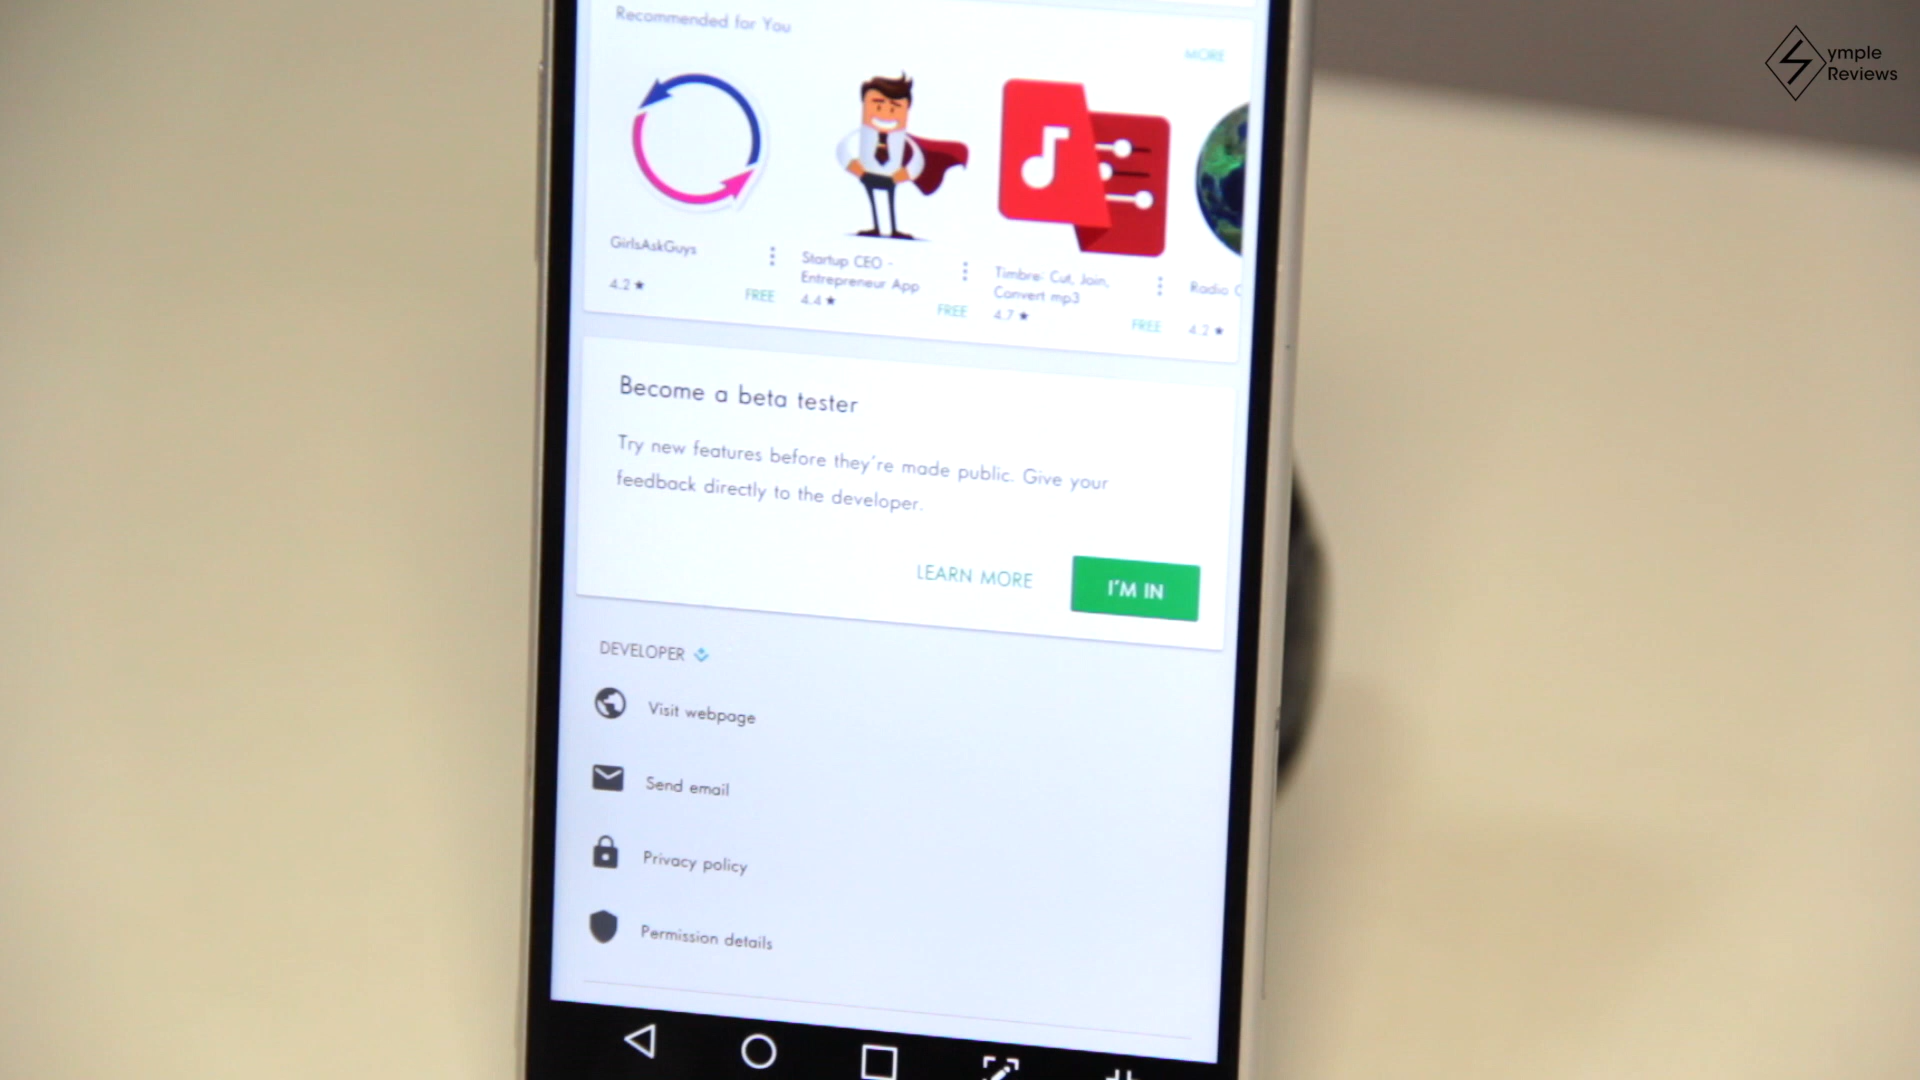 Recommended for You
MORE
GirlsAskGuys
4.2★
FREE
Startup CEO -
Entrepreneur App
4.4★
FREE
Timbre: Cut, Join,
Convert mp3
4.7★
FREE
Radio
4.2★
Become a beta tester
Try new features before they're made public. Give your
feedback directly to the developer.
LEARN MORE
I'M IN
DEVELOPER
Visit webpage
Send email
Privacy policy
Permission details
ymple
Reviews